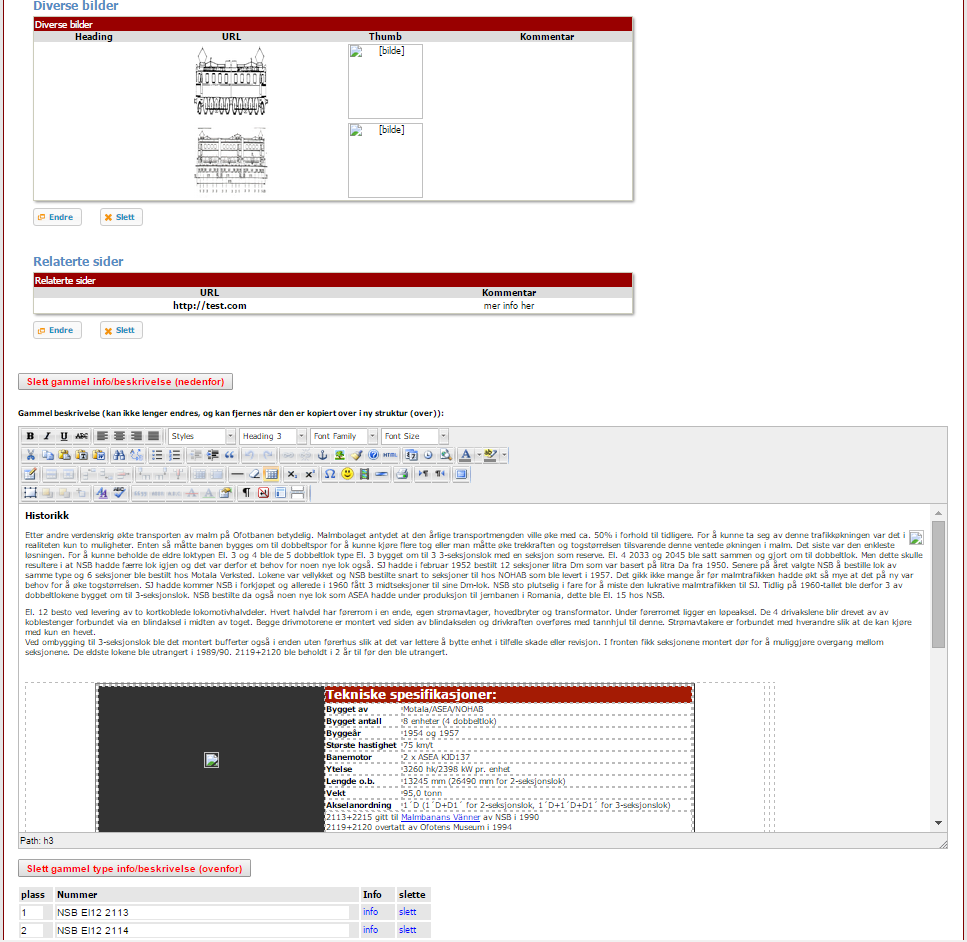 Diverse bilder
Diverse bilder
Heading URL Thumb Kommentar
[bilde]
[bilde]
Endre Slett
Relaterte sider
Relaterte sider
URL Kommentar
http://test.com mer info her
Endre Slett
Slett gammel info/beskrivelse (nedenfor)
Gammel beskrivelse (kan ikke lenger endres, og kan fjernes når den er kopiert over i ny struktur (over)):
B I U ABC Styles Heading 3 Font Family Font Size
HTML
Historikk
Etter andre verdenskrig økte transporten av malm på Ofotbanen betydelig. Malmbolaget antydet at den årlige transportmengden ville øke med ca. 50% i forhold til tidligere. For å kunne ta seg av denne trafikkøkningen var det i
realiteten kun to muligheter. Enten så måtte banen bygges om til dobbeltspor for å kunne kjøre flere tog eller man måtte øke trekkraften og togstørrelsen tilsvarende denne ventede økningen i malm. Det siste var den enkleste
løsningen. For å kunne beholde de eldre loktypen El. 3 og 4 ble de 5 dobbeltlok type El. 3 bygget om til 3 3-seksjonslok med en seksjon som reserve. El. 4 2033 og 2045 ble satt sammen og gjort om til dobbeltlok. Men dette skulle
resultere i at NSB hadde færre lok igjen og det var derfor et behov for noen nye lok også. SJ hadde i februar 1952 bestilt 12 seksjoner litra Dm som var basert på litra Da fra 1950. Senere på året valgte NSB å bestille lok av
samme type og 6 seksjoner ble bestilt hos Motala Verksted. Lokene var vellykket og NSB bestilte snart to seksjoner til hos NOHAB som ble levert i 1957. Det gikk ikke mange år før malmtrafikken hadde økt så mye at det på ny var
behov for å øke togstørrelsen. SJ hadde kommer NSB i forkjøpet og allerede i 1960 fått 3 midtseksjoner til sine Dm-lok. NSB sto plutselig i fare for å miste den lukrative malmtrafikken til SJ. Tidlig på 1960-tallet ble derfor 3 av
dobbeltlokene bygget om til 3-seksjonslok. NSB bestilte da også noen nye lok som ASEA hadde under produksjon til jernbanen i Romania, dette ble El. 15 hos NSB.
El. 12 besto ved levering av to kortkoblede lokomotivhalvdeler. Hvert halvdel har førerrom i en ende, egen strømavtager, hovedbryter og transformator. Under førerromet ligger en løpeaksel. De 4 drivakslene blir drevet av av
koblestenger forbundet via en blindaksel i midten av toget. Begge drivmotorene er montert ved siden av blindakselen og drivkraften overføres med tannhjul til denne. Strømavtakere er forbundet med hverandre slik at de kan kjøre
med kun en hevet.
Ved ombygging til 3-seksjonslok ble det montert bufferter også i enden uten førerhus slik at det var lettere å bytte enhet i tilfelle skade eller revisjon. I fronten fikk seksjonene montert dør for å muliggjøre overgang mellom
seksjonene. De eldste lokene ble utrangert i 1989/90. 2119+2120 ble beholdt i 2 år til før den ble utrangert.
Tekniske spesifikasjoner:
Bygget av Motala/ASEA/NOHAB
Bygget antall 8 enheter (4 dobbeltlok)
Byggeår 1954 og 1957
Største hastighet 75 km/t
Banemotor 2 x ASEA KJD137
Ytelse 3260 hk/2398 kW pr. enhet
Lengde o.b. 13245 mm (26490 mm for 2-seksjonslok)
Vekt 95,0 tonn
Akselanordning 1´D (1´D+D1´ for 2-seksjonslok, 1´D+1´D+D1´ for 3-seksjonslok)
2113+2215 gitt til Malmbanans Vänner av NSB i 1990
2119+2120 overtatt av Ofotens Museum i 1994
Path: h3
Slett gammel type info/beskrivelse (ovenfor)
plass Nummer Info slette
1 NSB El12 2113 info slett
2 NSB El12 2114 info slett